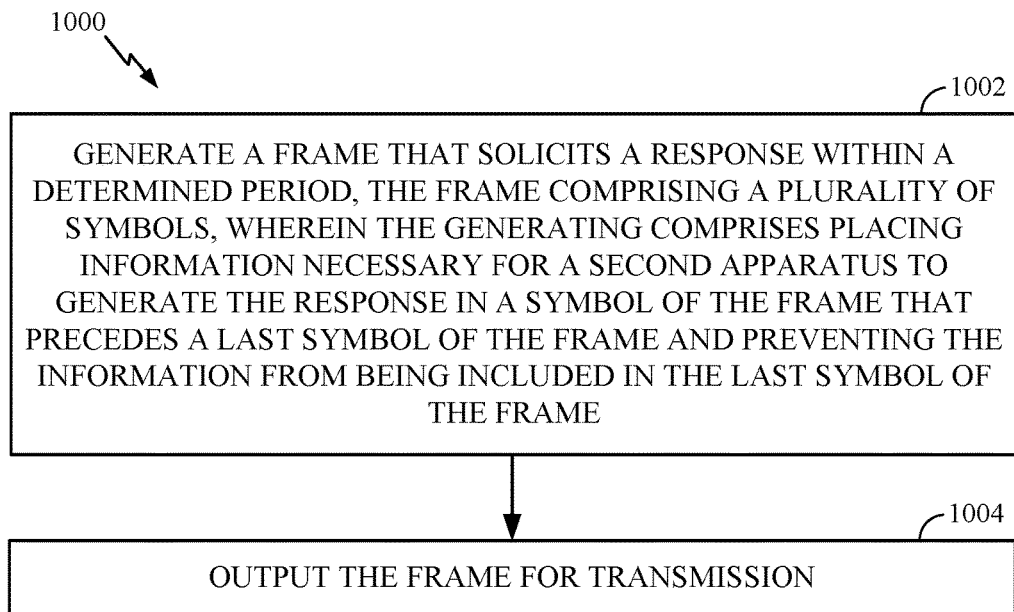 1000
1002
GENERATE A FRAME THAT SOLICITS A RESPONSE WITHIN A
DETERMINED PERIOD, THE FRAME COMPRISING A PLURALITY OF
SYMBOLS, WHEREIN THE GENERATING COMPRISES PLACING
INFORMATION NECESSARY FOR A SECOND APPARATUS TO
GENERATE THE RESPONSE IN A SYMBOL OF THE FRAME THAT
PRECEDES A LAST SYMBOL OF THE FRAME AND PREVENTING THE
INFORMATION FROM BEING INCLUDED IN THE LAST SYMBOL OF
THE FRAME
1004
OUTPUT THE FRAME FOR TRANSMISSION